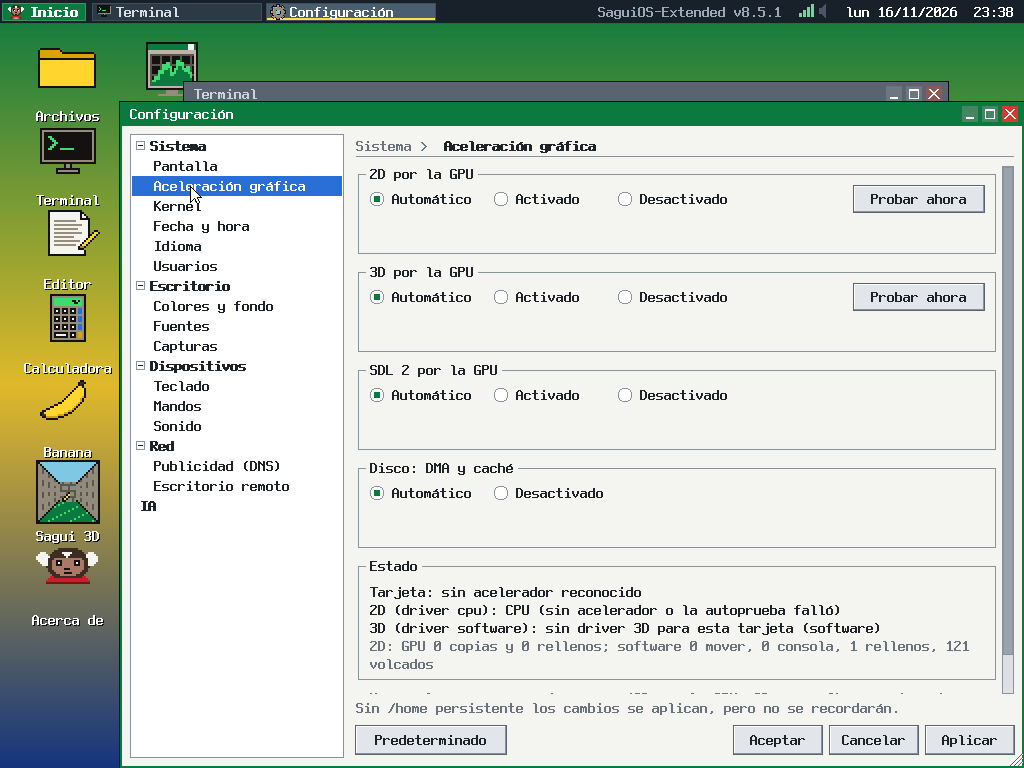 Inicio
Terminal
Configuración
SaguiOS-Extended v8.5.1
lun 16/11/2026
23:38
Archivos
Terminal
Editor
Calculadora
Banana
Sagui 3D
Acerca de
Terminal
Configuración
Sistema
Pantalla
Aceleración gráfica
Kernel
Fecha y hora
Idioma
Usuarios
Escritorio
Colores y fondo
Fuentes
Capturas
Dispositivos
Teclado
Mandos
Sonido
Red
Publicidad (DNS)
Escritorio remoto
IA
Sistema > Aceleración gráfica
2D por la GPU
Automático Activado Desactivado Probar ahora
3D por la GPU
Automático Activado Desactivado Probar ahora
SDL 2 por la GPU
Automático Activado Desactivado
Disco: DMA y caché
Automático Desactivado
Estado
Tarjeta: sin acelerador reconocido
2D (driver cpu): CPU (sin acelerador o la autoprueba falló)
3D (driver software): sin driver 3D para esta tarjeta (software)
2D: GPU 0 copias y 0 rellenos; software 0 mover, 0 consola, 1 rellenos, 121
volcados
Sin /home persistente los cambios se aplican, pero no se recordarán.
Predeterminado Aceptar Cancelar Aplicar